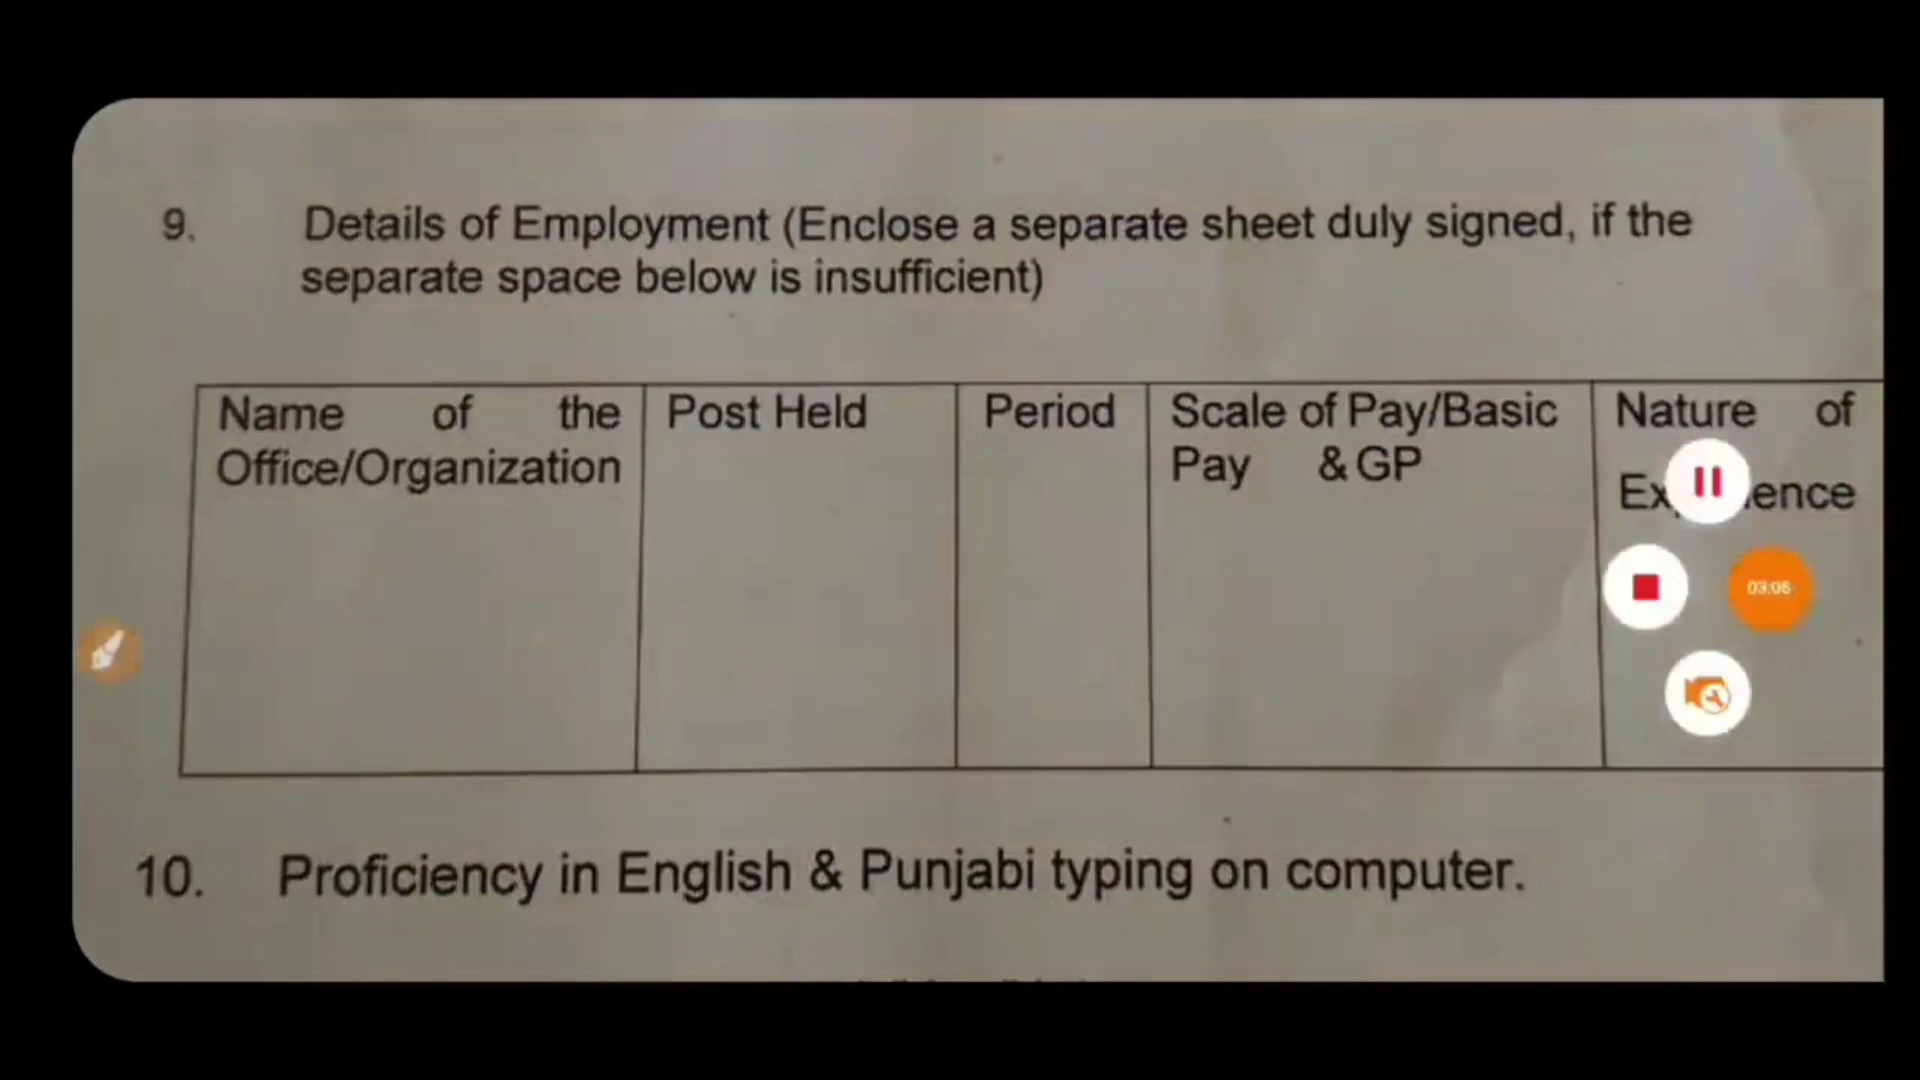 9. Details of Employment (Enclose a separate sheet duly signed, if the
separate space below is insufficient)
Name of the Office/Organization
Post Held
Period
Scale of Pay/Basic Pay & GP
Nature of
03:06
10. Proficiency in English & Punjabi typing on computer.